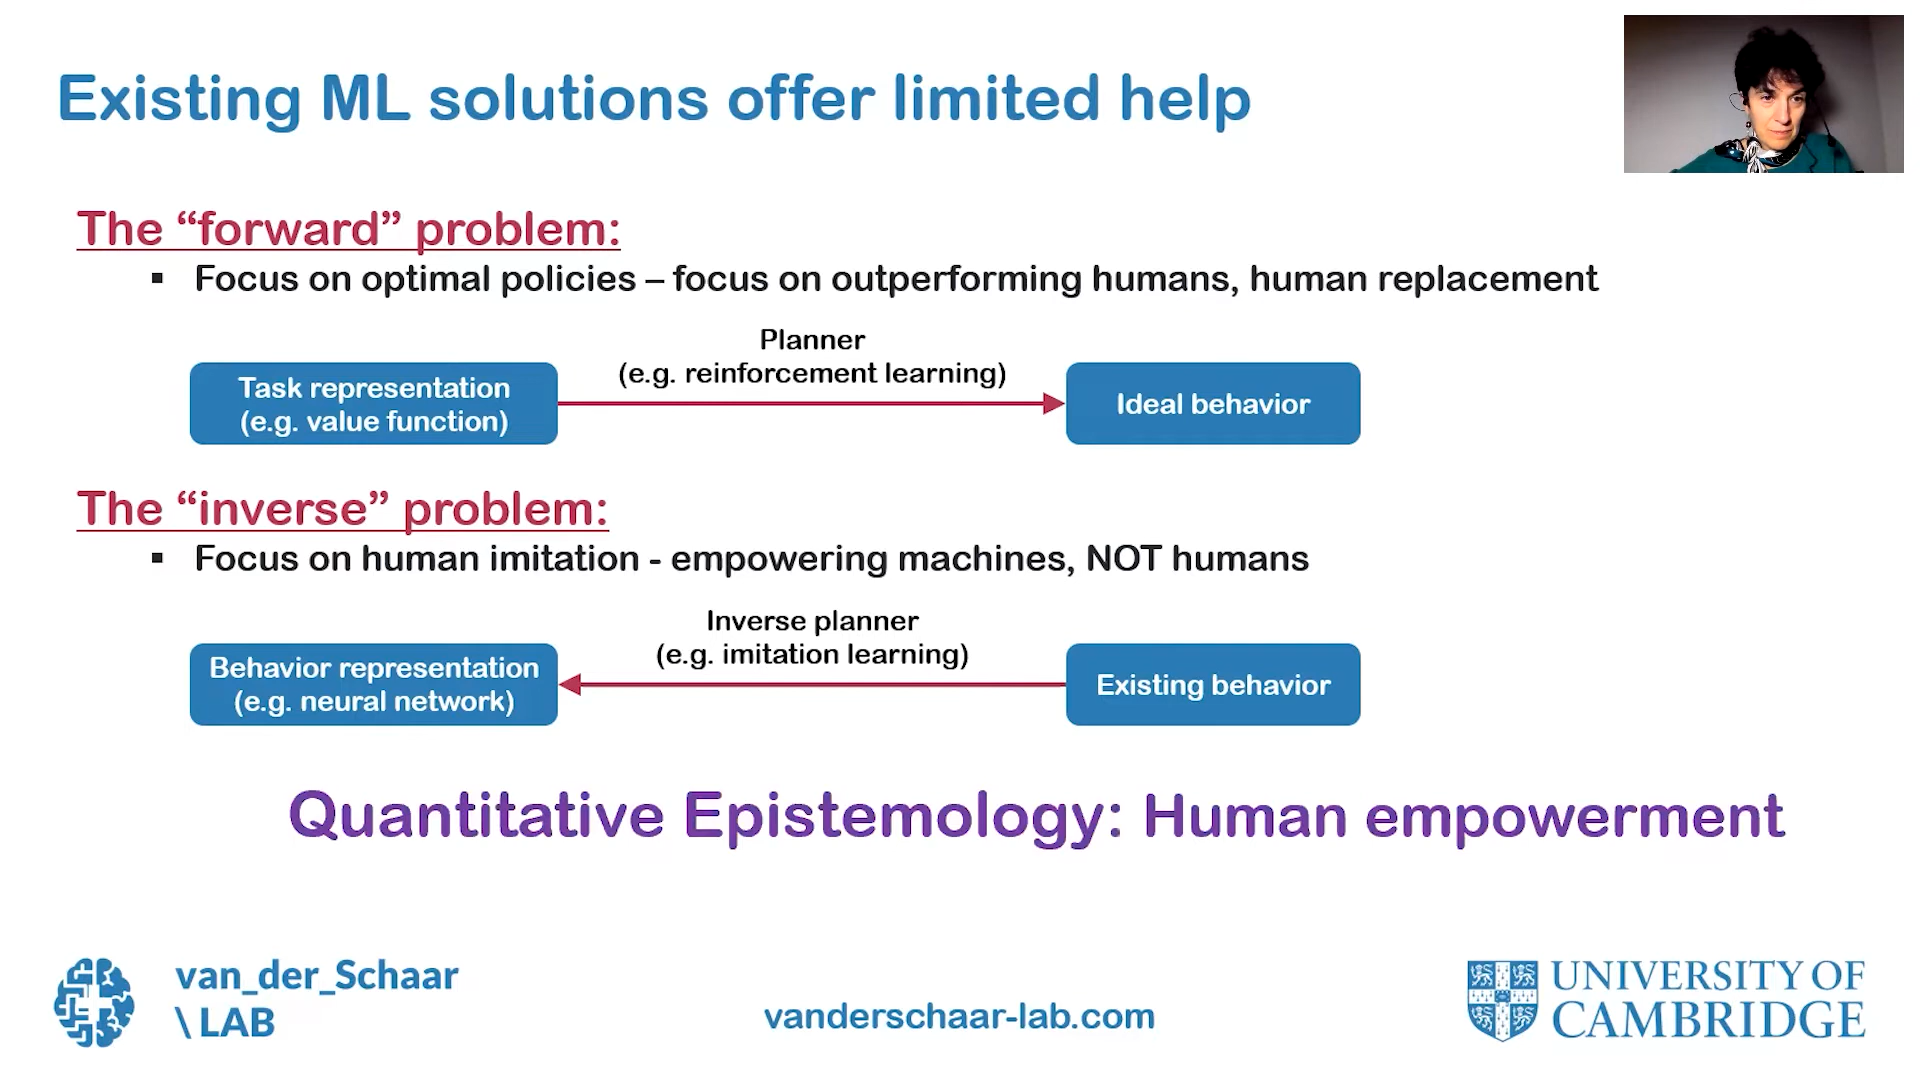 Existing ML solutions offer limited help
The “forward” problem:
▪ Focus on optimal policies – focus on outperforming humans, human replacement
Planner
(e.g. reinforcement learning)
Task representation
(e.g. value function)
Ideal behavior
The “inverse” problem:
▪ Focus on human imitation - empowering machines, NOT humans
Inverse planner
(e.g. imitation learning)
Behavior representation
(e.g. neural network)
Existing behavior
Quantitative Epistemology: Human empowerment
van_der_Schaar
\ LAB
vanderschaar-lab.com
UNIVERSITY OF
CAMBRIDGE